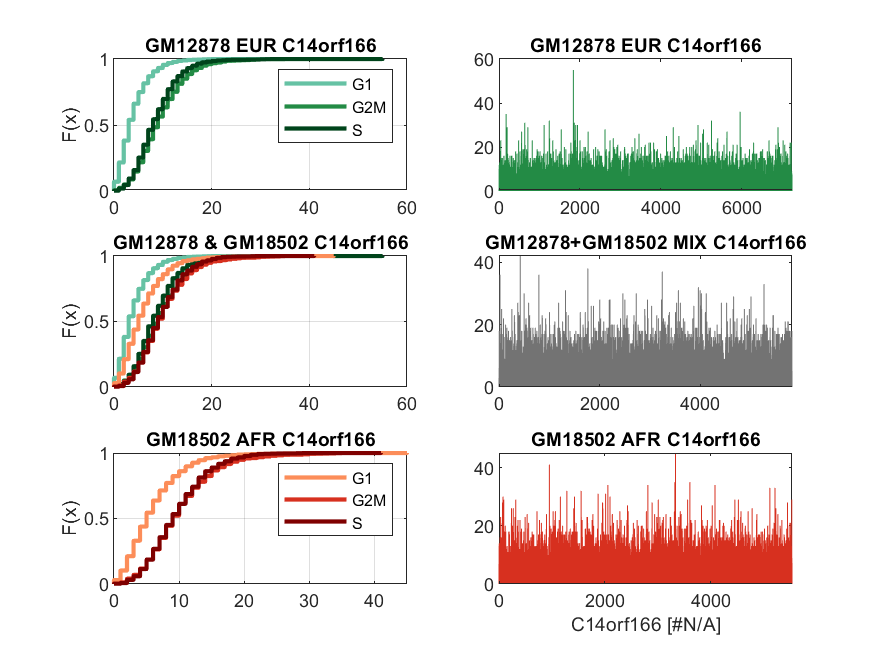 GM12878 EUR C14orf166
F(x)
1
0.5
0
0 20 40 60
G1
G2M
S
GM12878 EUR C14orf166
60
40
20
0
0 2000 4000 6000
GM12878 & GM18502 C14orf166
F(x)
1
0.5
0
0 20 40 60
GM12878+GM18502 MIX C14orf166
40
20
0
0 2000 4000
GM18502 AFR C14orf166
F(x)
1
0.5
0
0 10 20 30 40
G1
G2M
S
GM18502 AFR C14orf166
40
20
0
0 2000 4000
C14orf166 [#N/A]